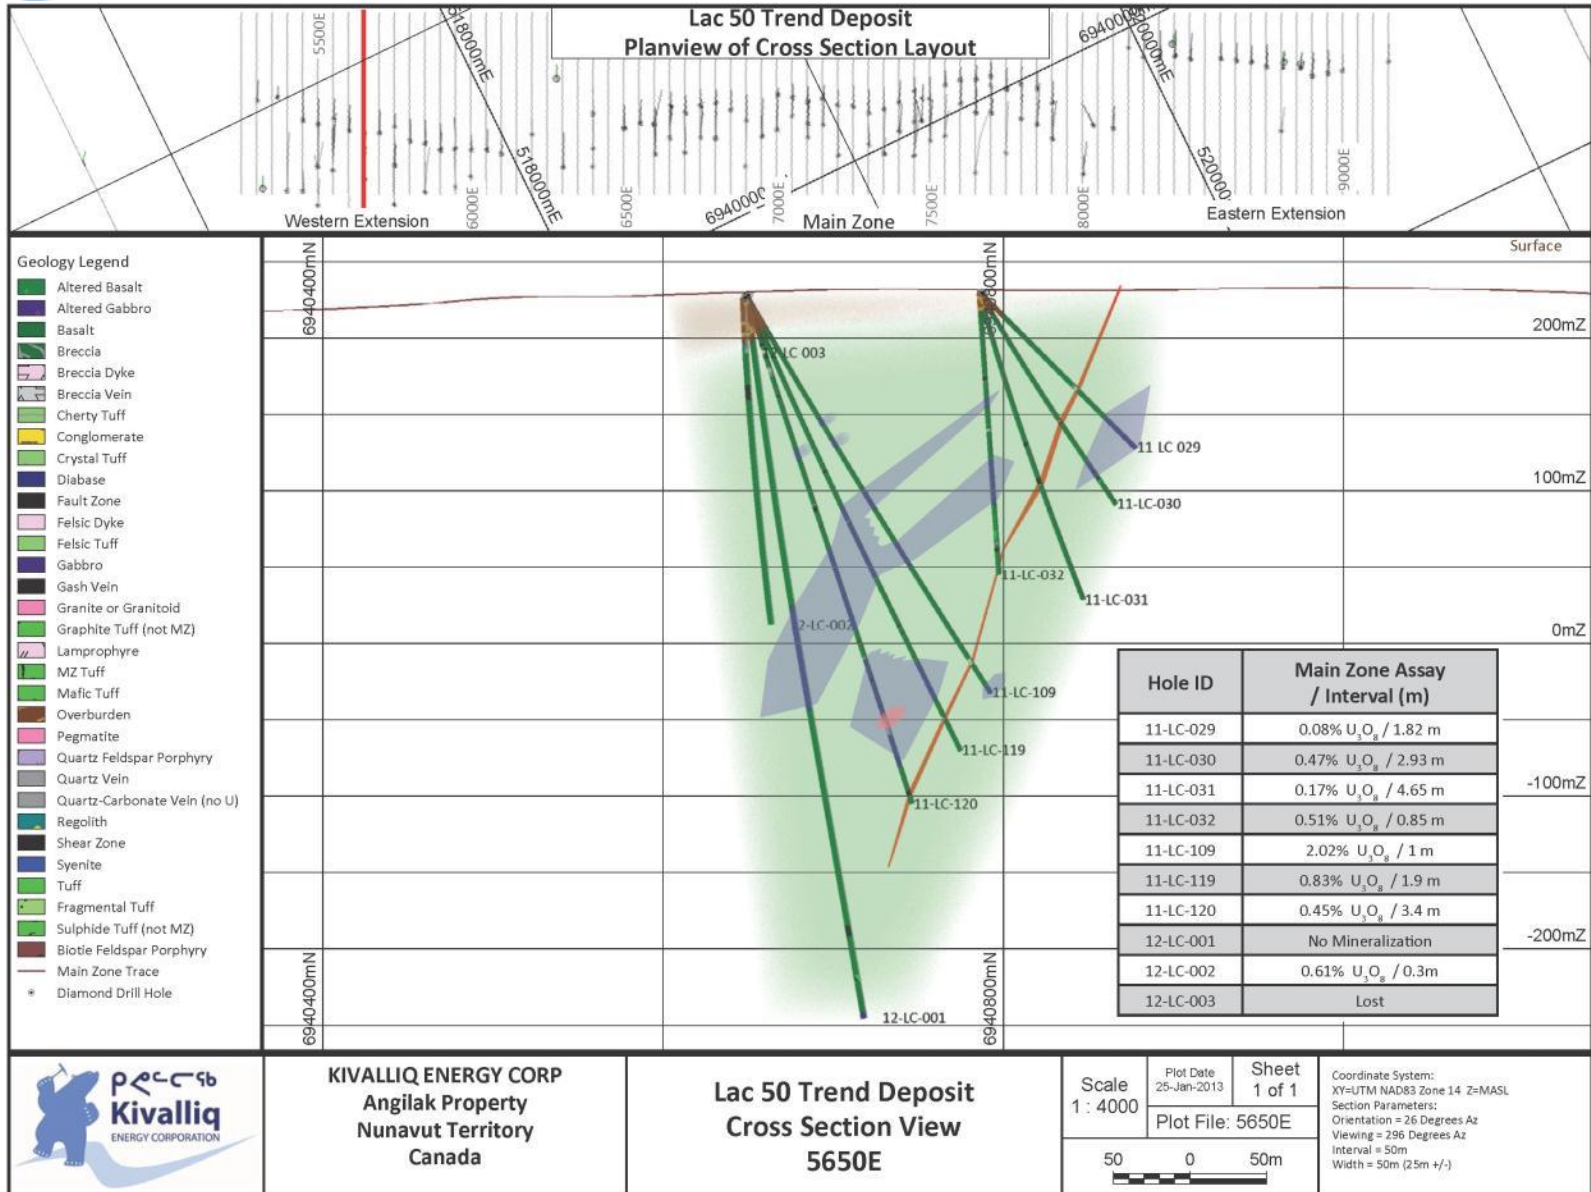 Lac 50 Trend Deposit
Planview of Cross Section Layout
5500E
518000mE
518000mE
6000E
6500E
6940000
7000E
7500E
8000E
6940000m
520000mE
520000
9000E
Western Extension
Main Zone
Eastern Extension
Geology Legend
Altered Basalt
Altered Gabbro
Basalt
Breccia
Breccia Dyke
Breccia Vein
Cherty Tuff
Conglomerate
Crystal Tuff
Diabase
Fault Zone
Felsic Dyke
Felsic Tuff
Gabbro
Gash Vein
Granite or Granitoid
Graphite Tuff (not MZ)
Lamprophyre
MZ Tuff
Mafic Tuff
Overburden
Pegmatite
Quartz Feldspar Porphyry
Quartz Vein
Quartz-Carbonate Vein (no U)
Regolith
Shear Zone
Syenite
Tuff
Fragmental Tuff
Sulphide Tuff (not MZ)
Biotie Feldspar Porphyry
Main Zone Trace
Diamond Drill Hole
6940400mN
800mN
Surface
200mZ
12-LC 003
11 LC 029
100mZ
11-LC-030
11-LC-032
11-LC-031
2-LC-002
0mZ
11-LC-109
11-LC-119
11-LC-120
-100mZ
-200mZ
12-LC-001
6940400mN
6940800mN
Hole ID Main Zone Assay / Interval (m)
11-LC-029 0.08% U₃O₈ / 1.82 m
11-LC-030 0.47% U₃O₈ / 2.93 m
11-LC-031 0.17% U₃O₈ / 4.65 m
11-LC-032 0.51% U₃O₈ / 0.85 m
11-LC-109 2.02% U₃O₈ / 1 m
11-LC-119 0.83% U₃O₈ / 1.9 m
11-LC-120 0.45% U₃O₈ / 3.4 m
12-LC-001 No Mineralization
12-LC-002 0.61% U₃O₈ / 0.3m
12-LC-003 Lost
ᑭᕙᓪᓕᖅ
Kivalliq
ENERGY CORPORATION
KIVALLIQ ENERGY CORP
Angilak Property
Nunavut Territory
Canada
Lac 50 Trend Deposit
Cross Section View
5650E
Scale
1 : 4000
Plot Date
25-Jan-2013
Sheet
1 of 1
Plot File: 5650E
50 0 50m
Coordinate System:
XY=UTM NAD83 Zone 14 Z=MASL
Section Parameters:
Orientation = 26 Degrees Az
Viewing = 296 Degrees Az
Interval = 50m
Width = 50m (25m +/-)